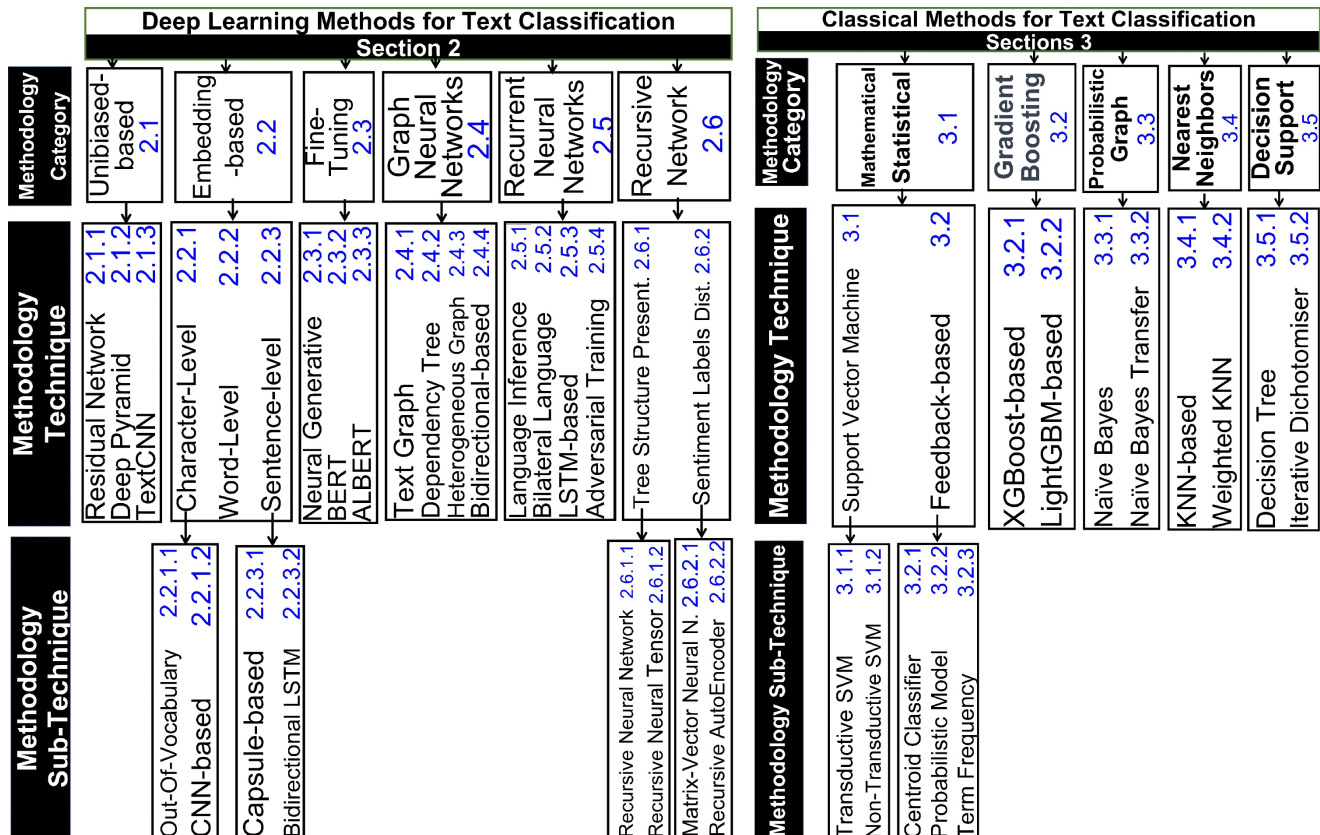 Deep Learning Methods for Text Classification
Section 2
Methodology
Category
Unibiased-
based
2.1
Embedding
-based
2.2
Fine-
Tuning
2.3
Graph
Neural
Networks
2.4
Recurrent
Neural
Networks
2.5
Recursive
Network
2.6
Methodology
Technique
Residual Network 2.1.1
Deep Pyramid 2.1.2
TextCNN 2.1.3
Character-Level 2.2.1
Word-Level 2.2.2
Sentence-level 2.2.3
Neural Generative 2.3.1
BERT 2.3.2
ALBERT 2.3.3
Text Graph 2.4.1
Dependency Tree 2.4.2
Heterogeneous Graph 2.4.3
Bidirectional-based 2.4.4
Language Inference 2.5.1
Bilateral Language 2.5.2
LSTM-based 2.5.3
Adversarial Training 2.5.4
Tree Structure Present. 2.6.1
Sentiment Labels Dist. 2.6.2
Methodology
Sub-Technique
Out-Of-Vocabulary 2.2.1.1
CNN-based 2.2.1.2
Capsule-based 2.2.3.1
Bidirectional LSTM 2.2.3.2
Recursive Neural Network 2.6.1.1
Recursive Neural Tensor 2.6.1.2
Matrix-Vector Neural N. 2.6.2.1
Recursive AutoEncoder 2.6.2.2
Classical Methods for Text Classification
Sections 3
Methodology
Category
Mathematical
Statistical
3.1
Gradient
Boosting
3.2
Probabilistic
Graph
3.3
Nearest
Neighbors
3.4
Decision
Support
3.5
Methodology Technique
Support Vector Machine 3.1
Feedback-based 3.2
XGBoost-based 3.2.1
LightGBM-based 3.2.2
Naïve Bayes 3.3.1
Naïve Bayes Transfer 3.3.2
KNN-based 3.4.1
Weighted KNN 3.4.2
Decision Tree 3.5.1
Iterative Dichotomiser 3.5.2
Methodology Sub-Technique
Transductive SVM 3.1.1
Non-Transductive SVM 3.1.2
Centroid Classifier 3.2.1
Probabilistic Model 3.2.2
Term Frequency 3.2.3